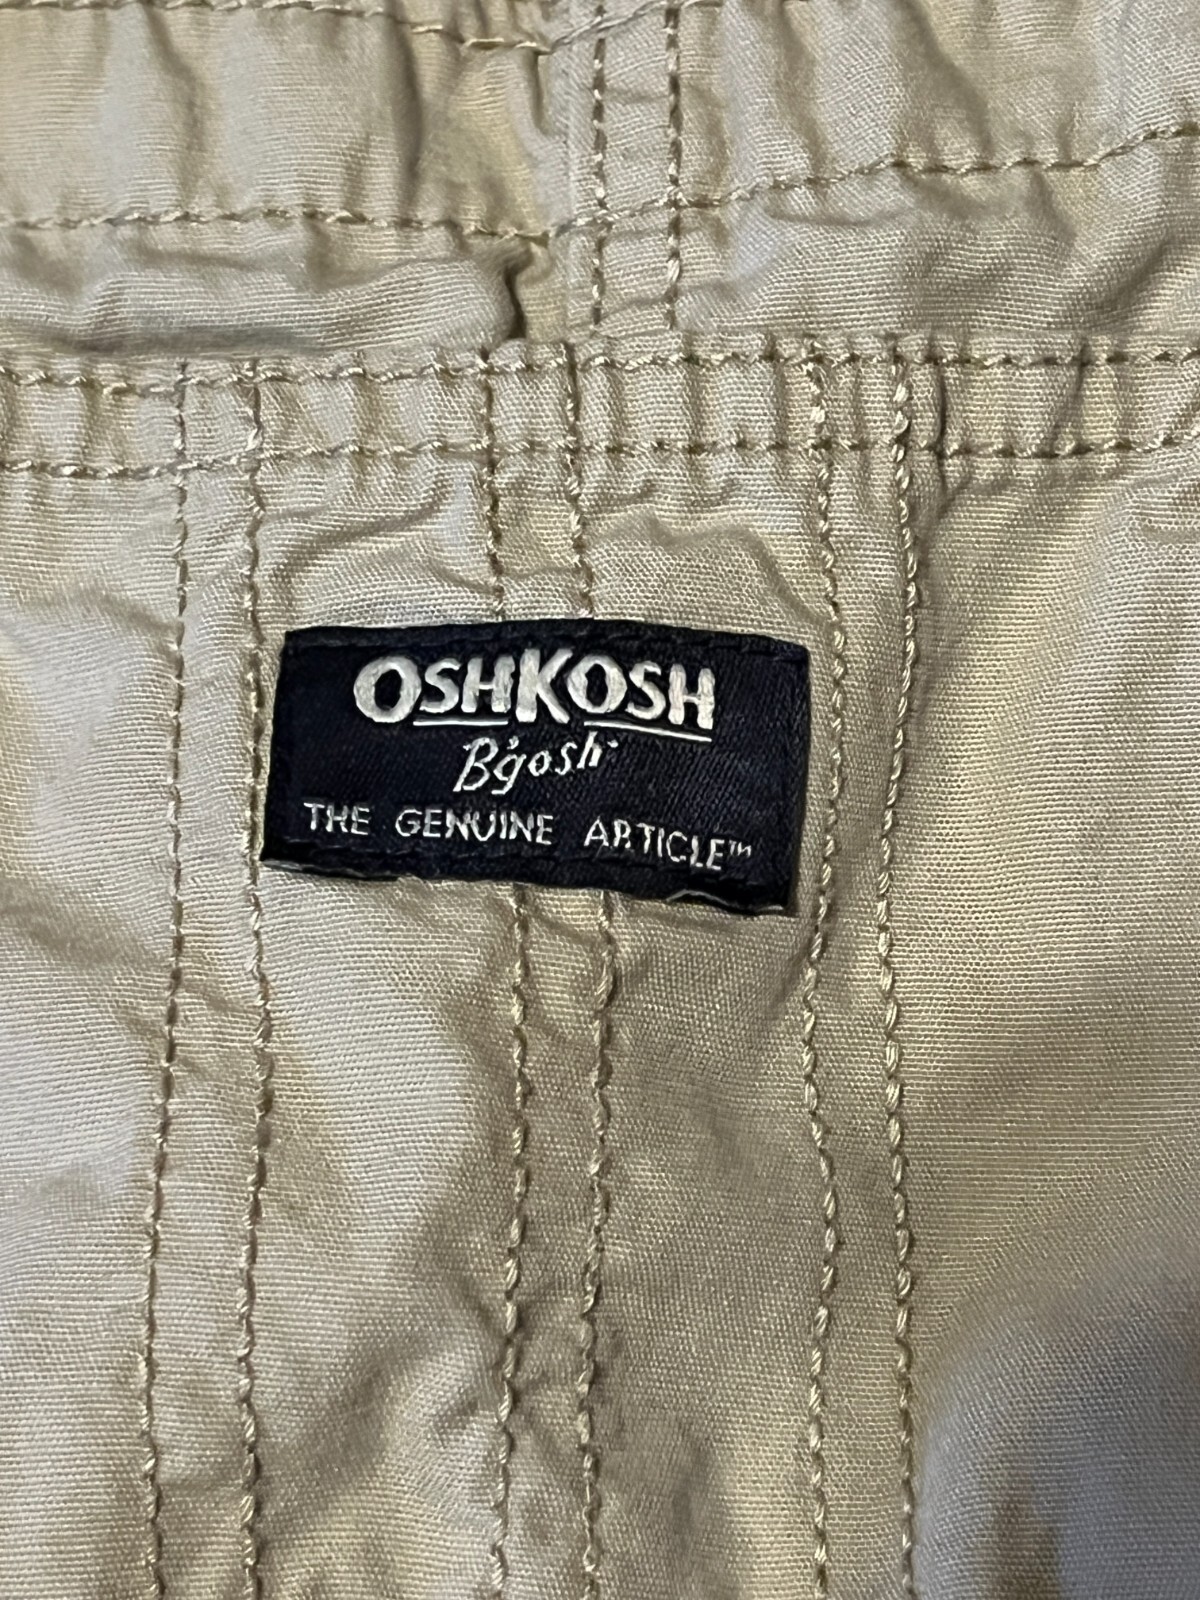 OSHKOSH
B'gosh
THE GENUINE ARTICLE™